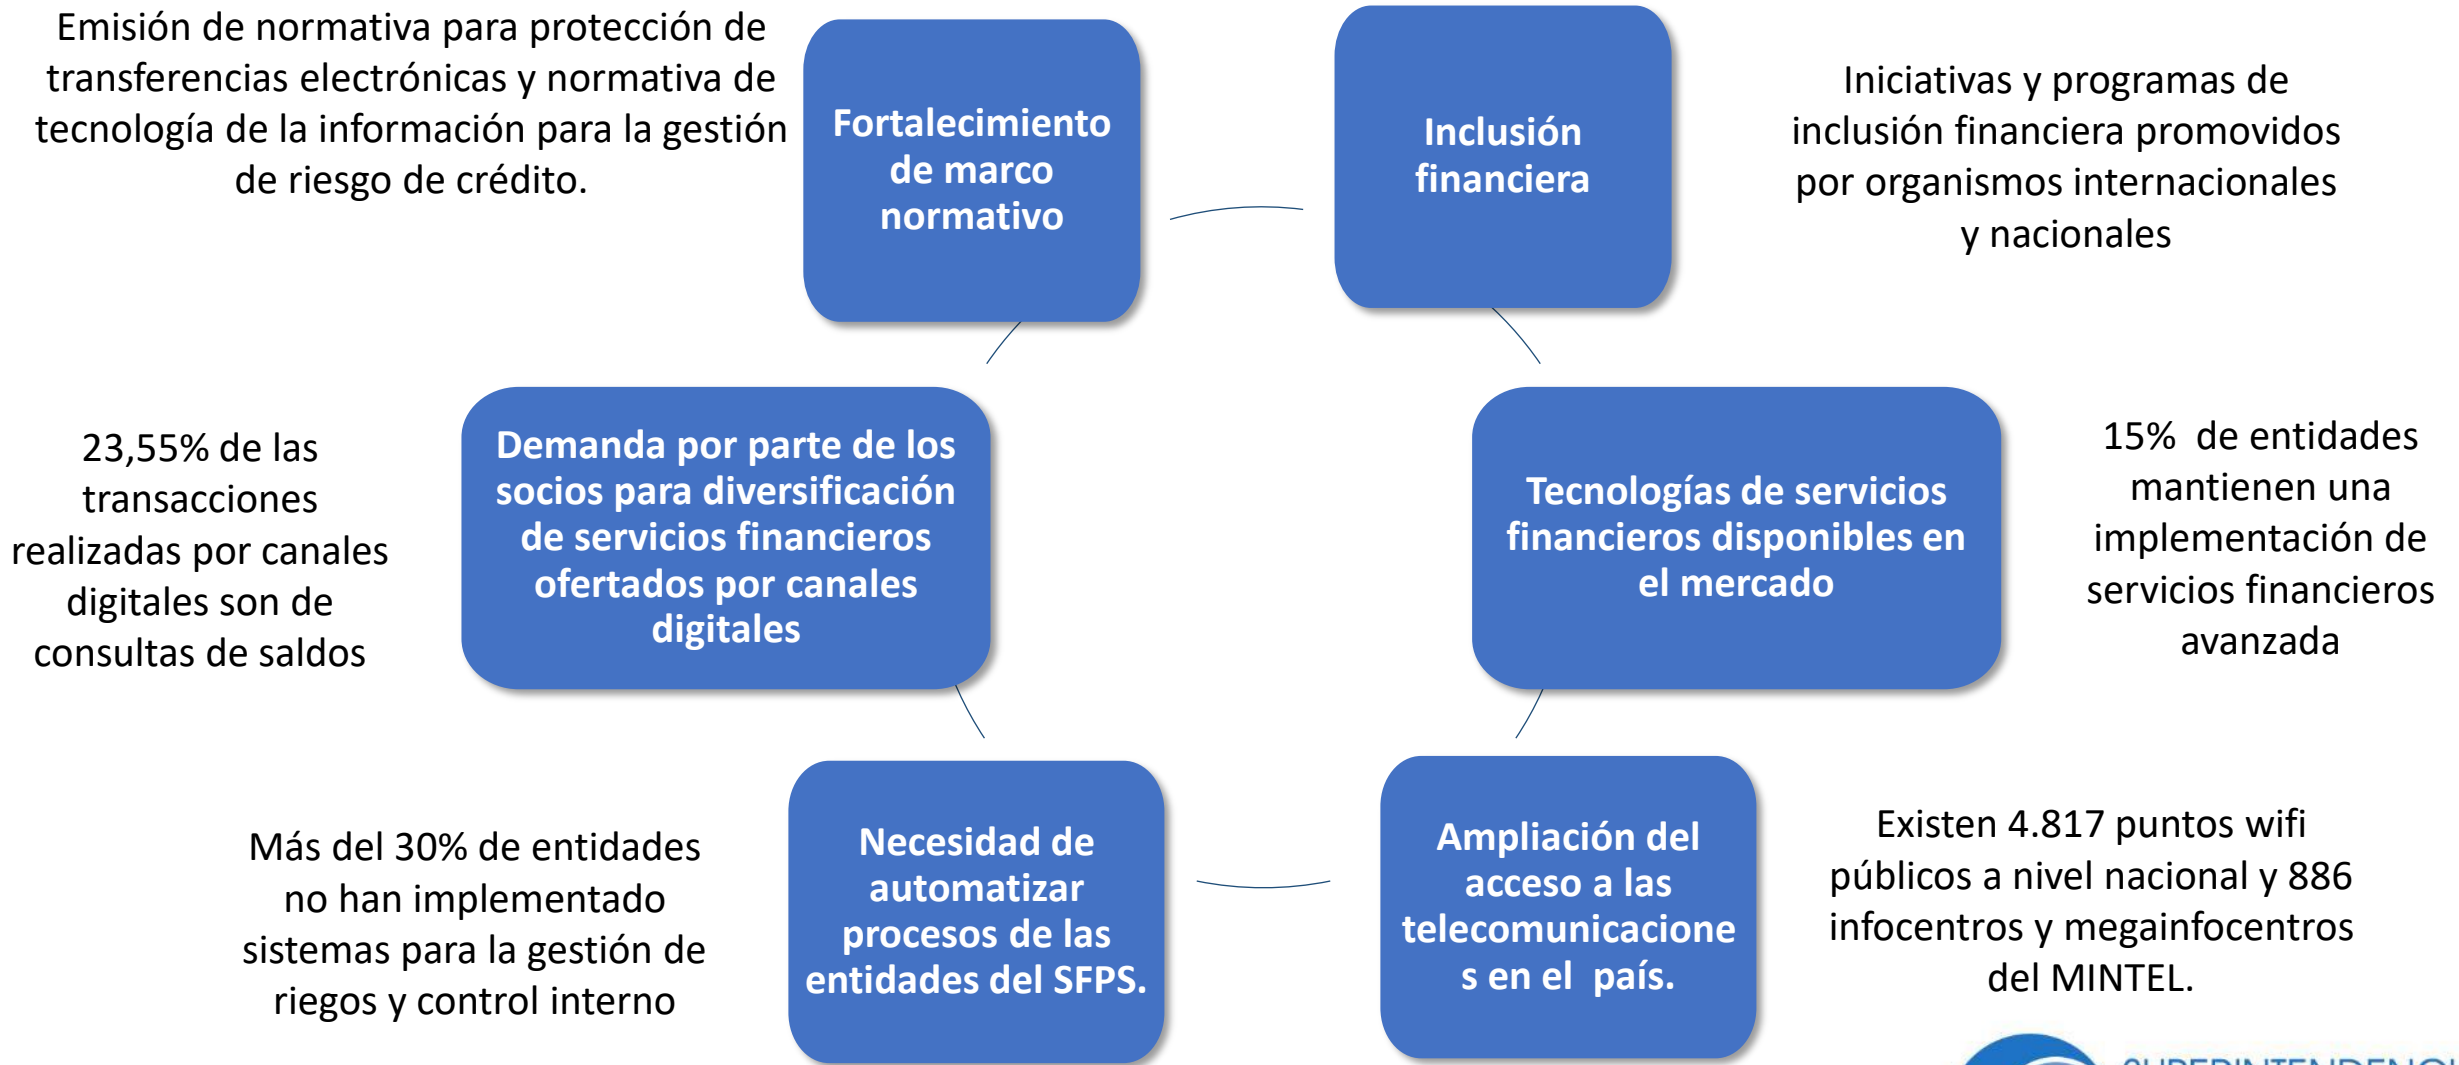 Emisión de normativa para protección de
transferencias electrónicas y normativa de
tecnología de la información para la gestión
de riesgo de crédito.
Fortalecimiento
de marco
normativo
Inclusión
financiera
Iniciativas y programas de
inclusión financiera promovidos
por organismos internacionales
y nacionales
23,55% de las
transacciones
realizadas por canales
digitales son de
consultas de saldos
Demanda por parte de los
socios para diversificación
de servicios financieros
ofertados por canales
digitales
Tecnologías de servicios
financieros disponibles en
el mercado
15%  de entidades
mantienen una
implementación de
servicios financieros
avanzada
Más del 30% de entidades
no han implementado
sistemas para la gestión de
riegos y control interno
Necesidad de
automatizar
procesos de las
entidades del SFPS.
Ampliación del
acceso a las
telecomunicacione
s en el  país.
Existen 4.817 puntos wifi
públicos a nivel nacional y 886
infocentros y megainfocentros
del MINTEL.